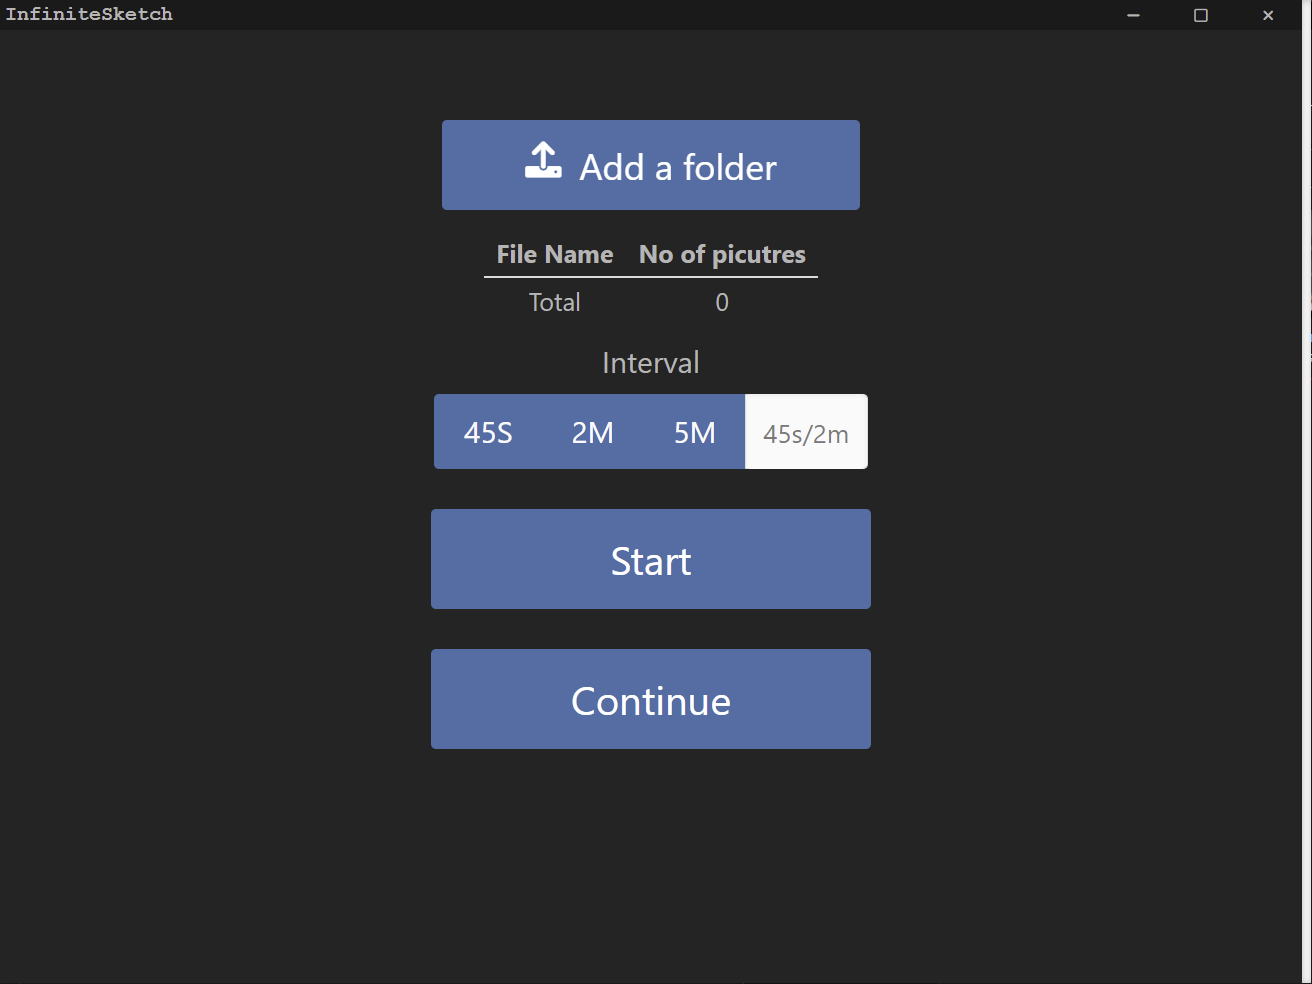 InfiniteSketch
Add a folder
File Name No of picutres
Total 0
Interval
45S 2M 5M 45s/2m
Start
Continue